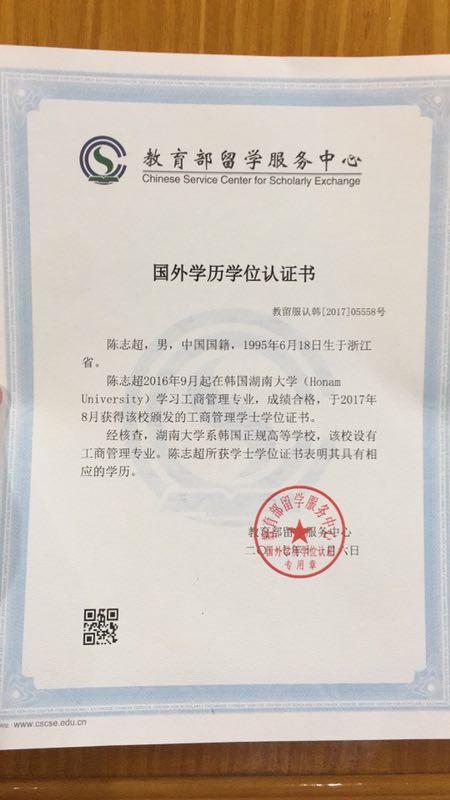 教育部留学服务中心
Chinese Service Center for Scholarly Exchange
国外学历学位认证书
教留服认韩[2017]05558号
陈志超，男，中国国籍，1995年6月18日生于浙江
省。
陈志超2016年9月起在韩国湖南大学（Honam
University）学习工商管理专业，成绩合格，于2017年
8月获得该校颁发的工商管理学士学位证书。
经核查，湖南大学系韩国正规高等学校，该校设有
工商管理专业。陈志超所获学士学位证书表明其具有相
应的学历。
教育部留学服务中心
二〇一七年十 月六日
教育部留学服务中心
国外学历学位认证
专用章
www.cscse.edu.cn